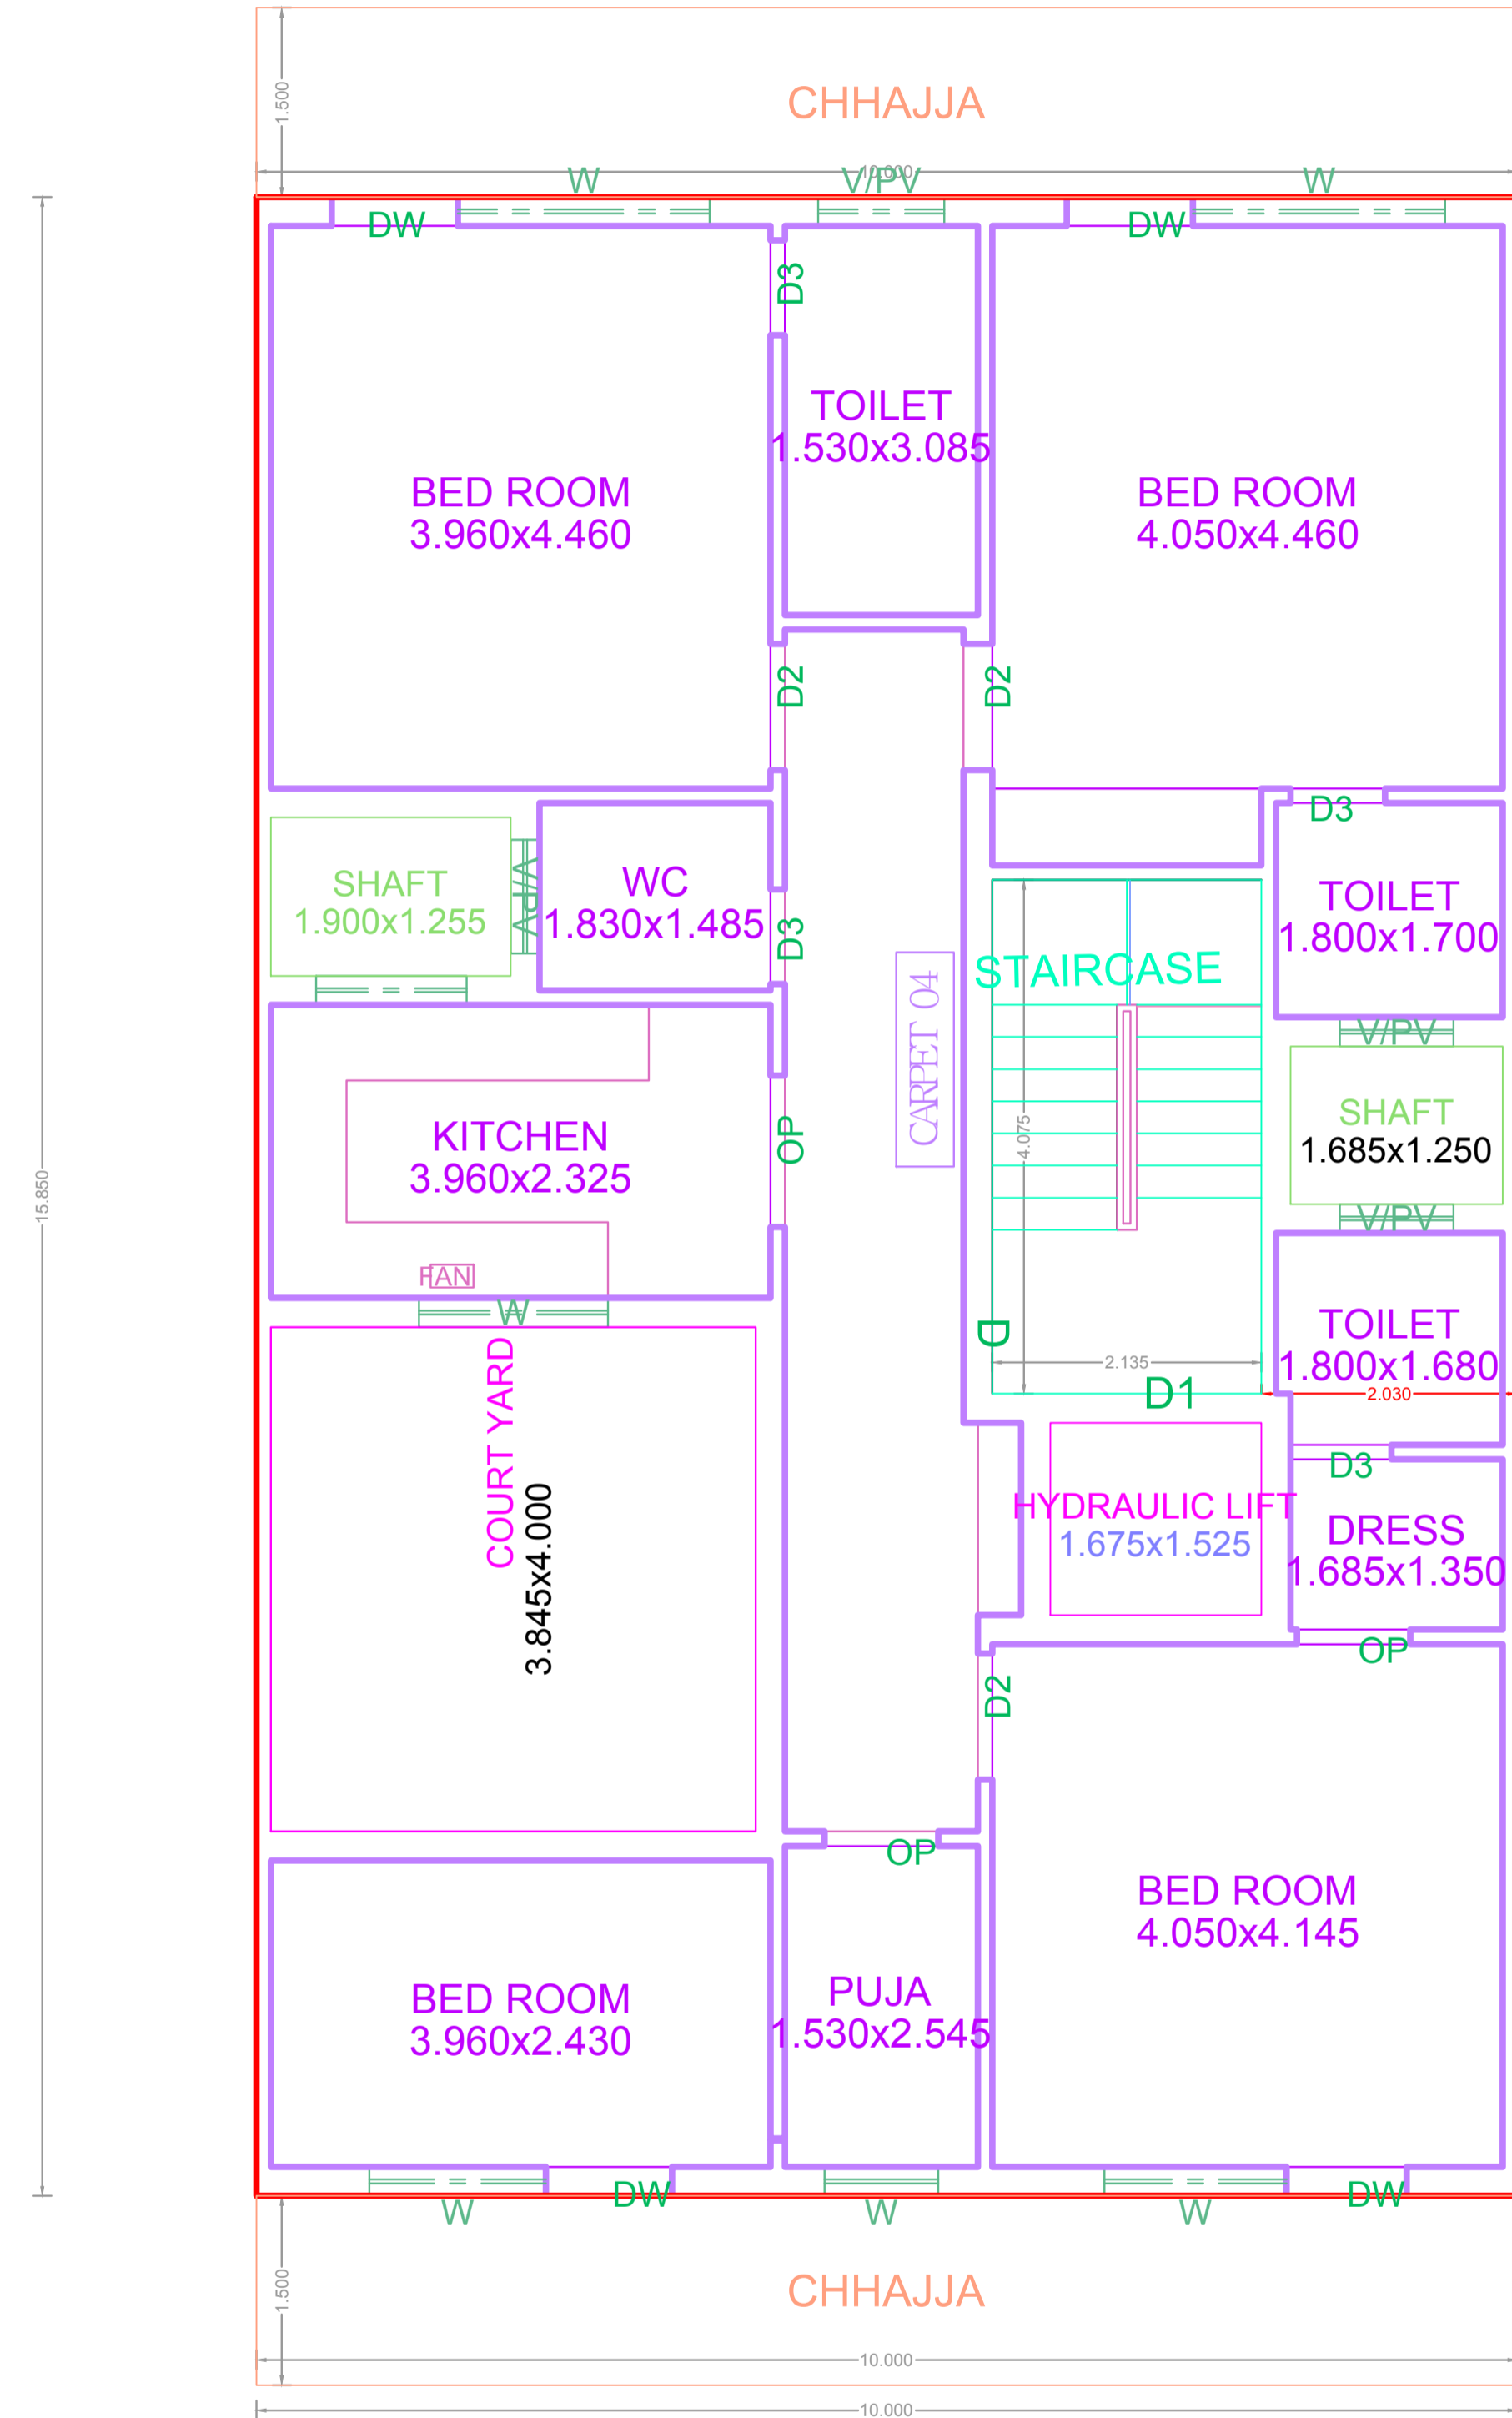 CHHAJJA
1.500
10.000
W
V/PV
W
DW
DW
D3
TOILET
1.530x3.085
BED ROOM
3.960x4.460
BED ROOM
4.050x4.460
D2
D2
D3
SHAFT
1.900x1.255
V/PV
WC
1.830x1.485
D3
TOILET
1.800x1.700
STAIRCASE
CARPET 04
V/PV
SHAFT
1.685x1.250
KITCHEN
3.960x2.325
OP
4.075
15.850
V/PV
FAN
W
D
TOILET
1.800x1.680
2.135
D1
2.030
COURT YARD
3.845x4.000
D3
HYDRAULIC LIFT
1.675x1.525
DRESS
1.685x1.350
OP
D2
OP
BED ROOM
4.050x4.145
BED ROOM
3.960x2.430
PUJA
1.530x2.545
DW
DW
W
W
W
CHHAJJA
1.500
10.000
10.000